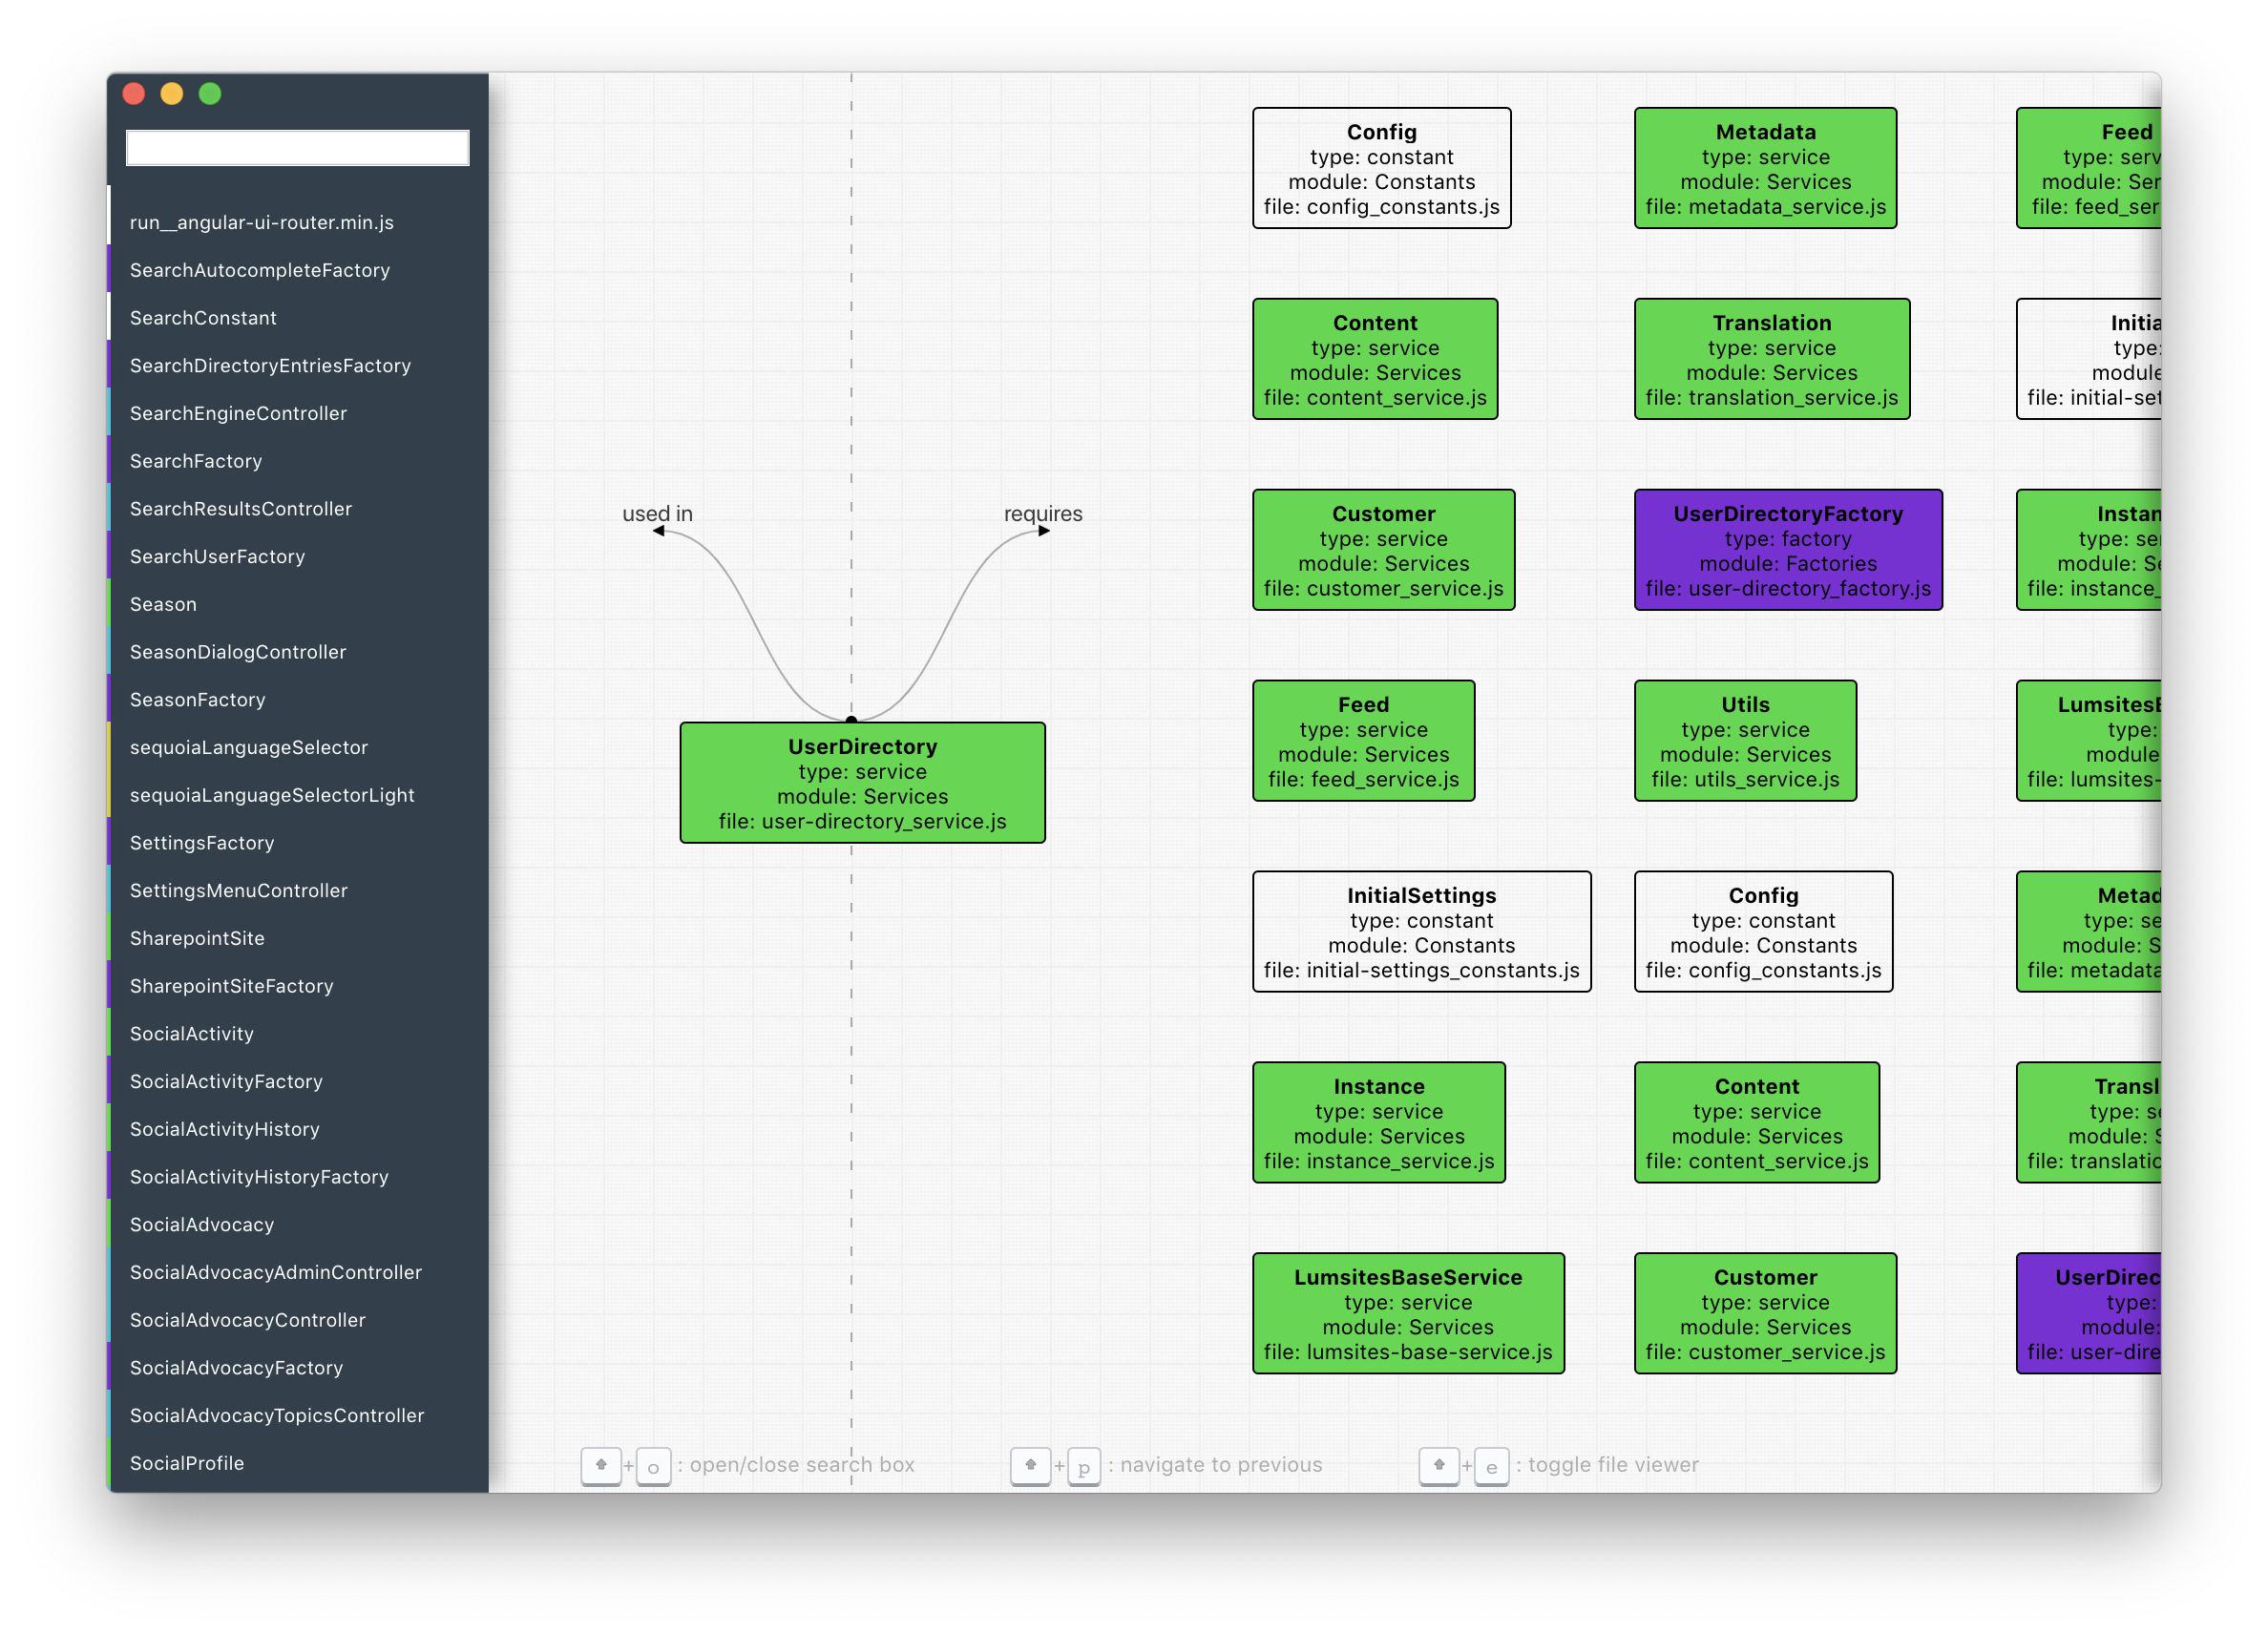 run__angular-ui-router.min.js
SearchAutocompleteFactory
SearchConstant
SearchDirectoryEntriesFactory
SearchEngineController
SearchFactory
SearchResultsController
SearchUserFactory
Season
SeasonDialogController
SeasonFactory
sequoiaLanguageSelector
sequoiaLanguageSelectorLight
SettingsFactory
SettingsMenuController
SharepointSite
SharepointSiteFactory
SocialActivity
SocialActivityFactory
SocialActivityHistory
SocialActivityHistoryFactory
SocialAdvocacy
SocialAdvocacyAdminController
SocialAdvocacyController
SocialAdvocacyFactory
SocialAdvocacyTopicsController
SocialProfile
used in
requires
UserDirectory
type: service
module: Services
file: user-directory_service.js
Config
type: constant
module: Constants
file: config_constants.js
Content
type: service
module: Services
file: content_service.js
Customer
type: service
module: Services
file: customer_service.js
Feed
type: service
module: Services
file: feed_service.js
InitialSettings
type: constant
module: Constants
file: initial-settings_constants.js
Instance
type: service
module: Services
file: instance_service.js
LumsitesBaseService
type: service
module: Services
file: lumsites-base-service.js
Metadata
type: service
module: Services
file: metadata_service.js
Translation
type: service
module: Services
file: translation_service.js
UserDirectoryFactory
type: factory
module: Factories
file: user-directory_factory.js
Utils
type: service
module: Services
file: utils_service.js
Config
type: constant
module: Constants
file: config_constants.js
Content
type: service
module: Services
file: content_service.js
Customer
type: service
module: Services
file: customer_service.js
Feed
type: serv
module: Ser
file: feed_ser
Initia
type:
module
file: initial-set
Instan
type: se
module: Se
file: instance_
LumsitesB
type:
module
file: lumsites-
Metad
type: se
module: S
file: metadata
Transl
type: se
module: S
file: translatio
UserDirec
type:
module:
file: user-dire
+ o : open/close search box
+ p : navigate to previous
+ e : toggle file viewer